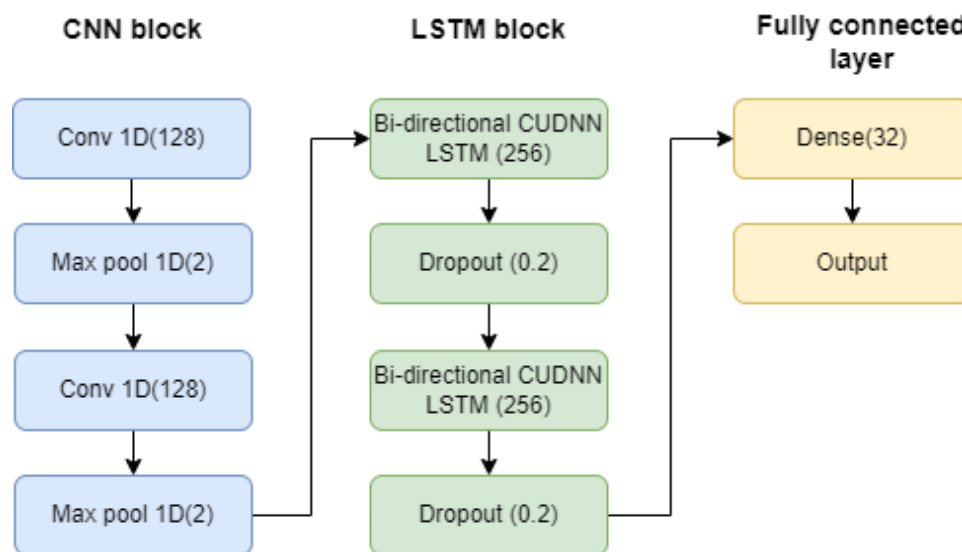 CNN block
Conv 1D(128)
Max pool 1D(2)
Conv 1D(128)
Max pool 1D(2)
LSTM block
Bi-directional CUDNN
LSTM (256)
Dropout (0.2)
Bi-directional CUDNN
LSTM (256)
Dropout (0.2)
Fully connected
layer
Dense(32)
Output